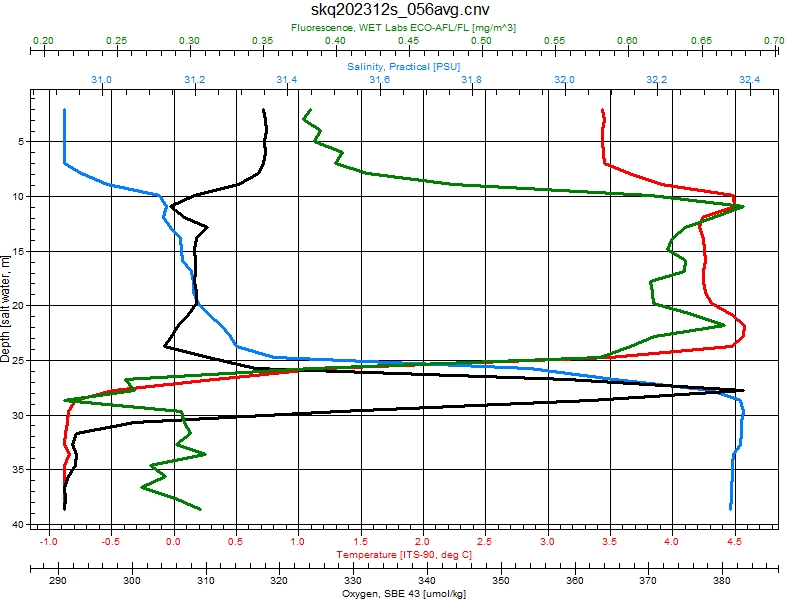 skq202312s_056avg.cnv
Fluorescence, WET Labs ECO-AFL/FL [mg/m^3]
0.20 0.25 0.30 0.35 0.40 0.45 0.50 0.55 0.60 0.65 0.70
Salinity, Practical [PSU]
31.0 31.2 31.4 31.6 31.8 32.0 32.2 32.4
Depth [salt water, m]
5
10
15
20
25
30
35
40
-1.0 -0.5 0.0 0.5 1.0 1.5 2.0 2.5 3.0 3.5 4.0 4.5
Temperature [ITS-90, deg C]
290 300 310 320 330 340 350 360 370 380
Oxygen, SBE 43 [umol/kg]